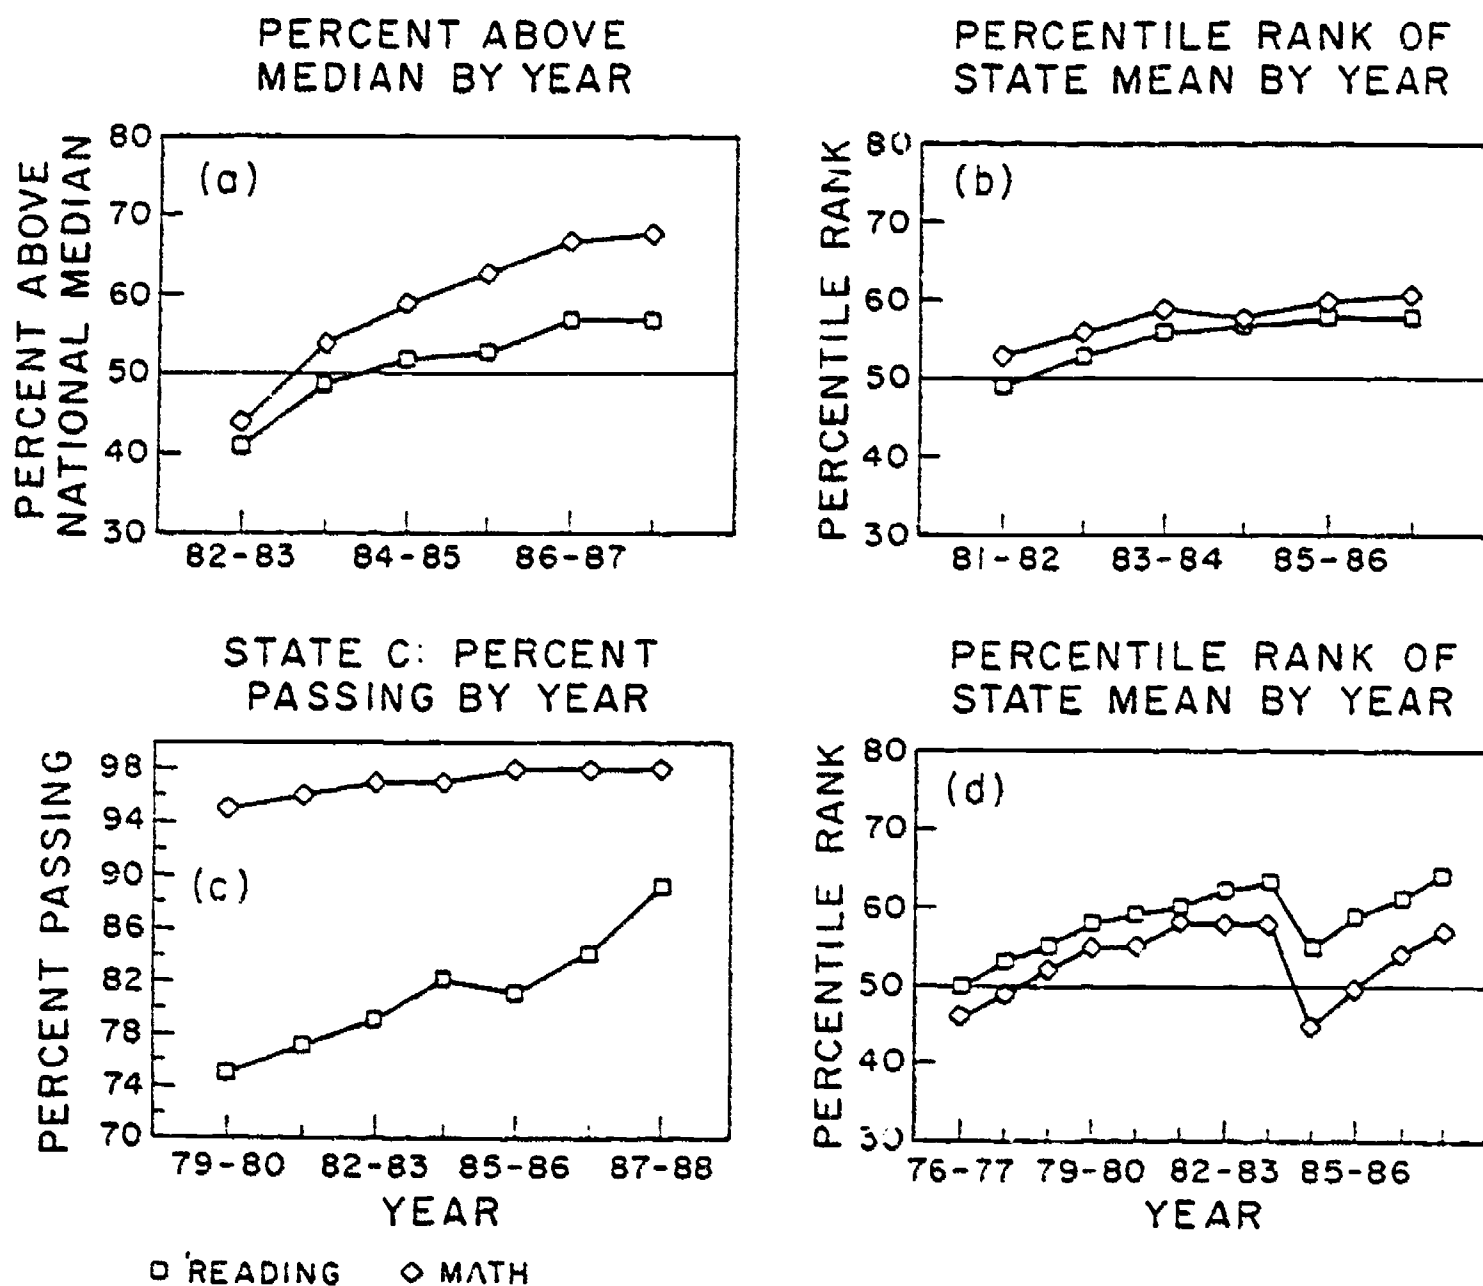 PERCENT ABOVE
MEDIAN BY YEAR
PERCENT ABOVE
NATIONAL MEDIAN
(a)
80
70
60
50
40
30
82-83 84-85 86-87
PERCENTILE RANK OF
STATE MEAN BY YEAR
PERCENTILE RANK
(b)
80
70
60
50
40
30
81-82 83-84 85-86
STATE C: PERCENT
PASSING BY YEAR
PERCENT PASSING
(c)
98
94
90
86
82
78
74
70
79-80 82-83 85-86 87-88
YEAR
PERCENTILE RANK OF
STATE MEAN BY YEAR
PERCENTILE RANK
(d)
80
70
60
50
40
30
76-77 79-80 82-83 85-86
YEAR
READING MATH